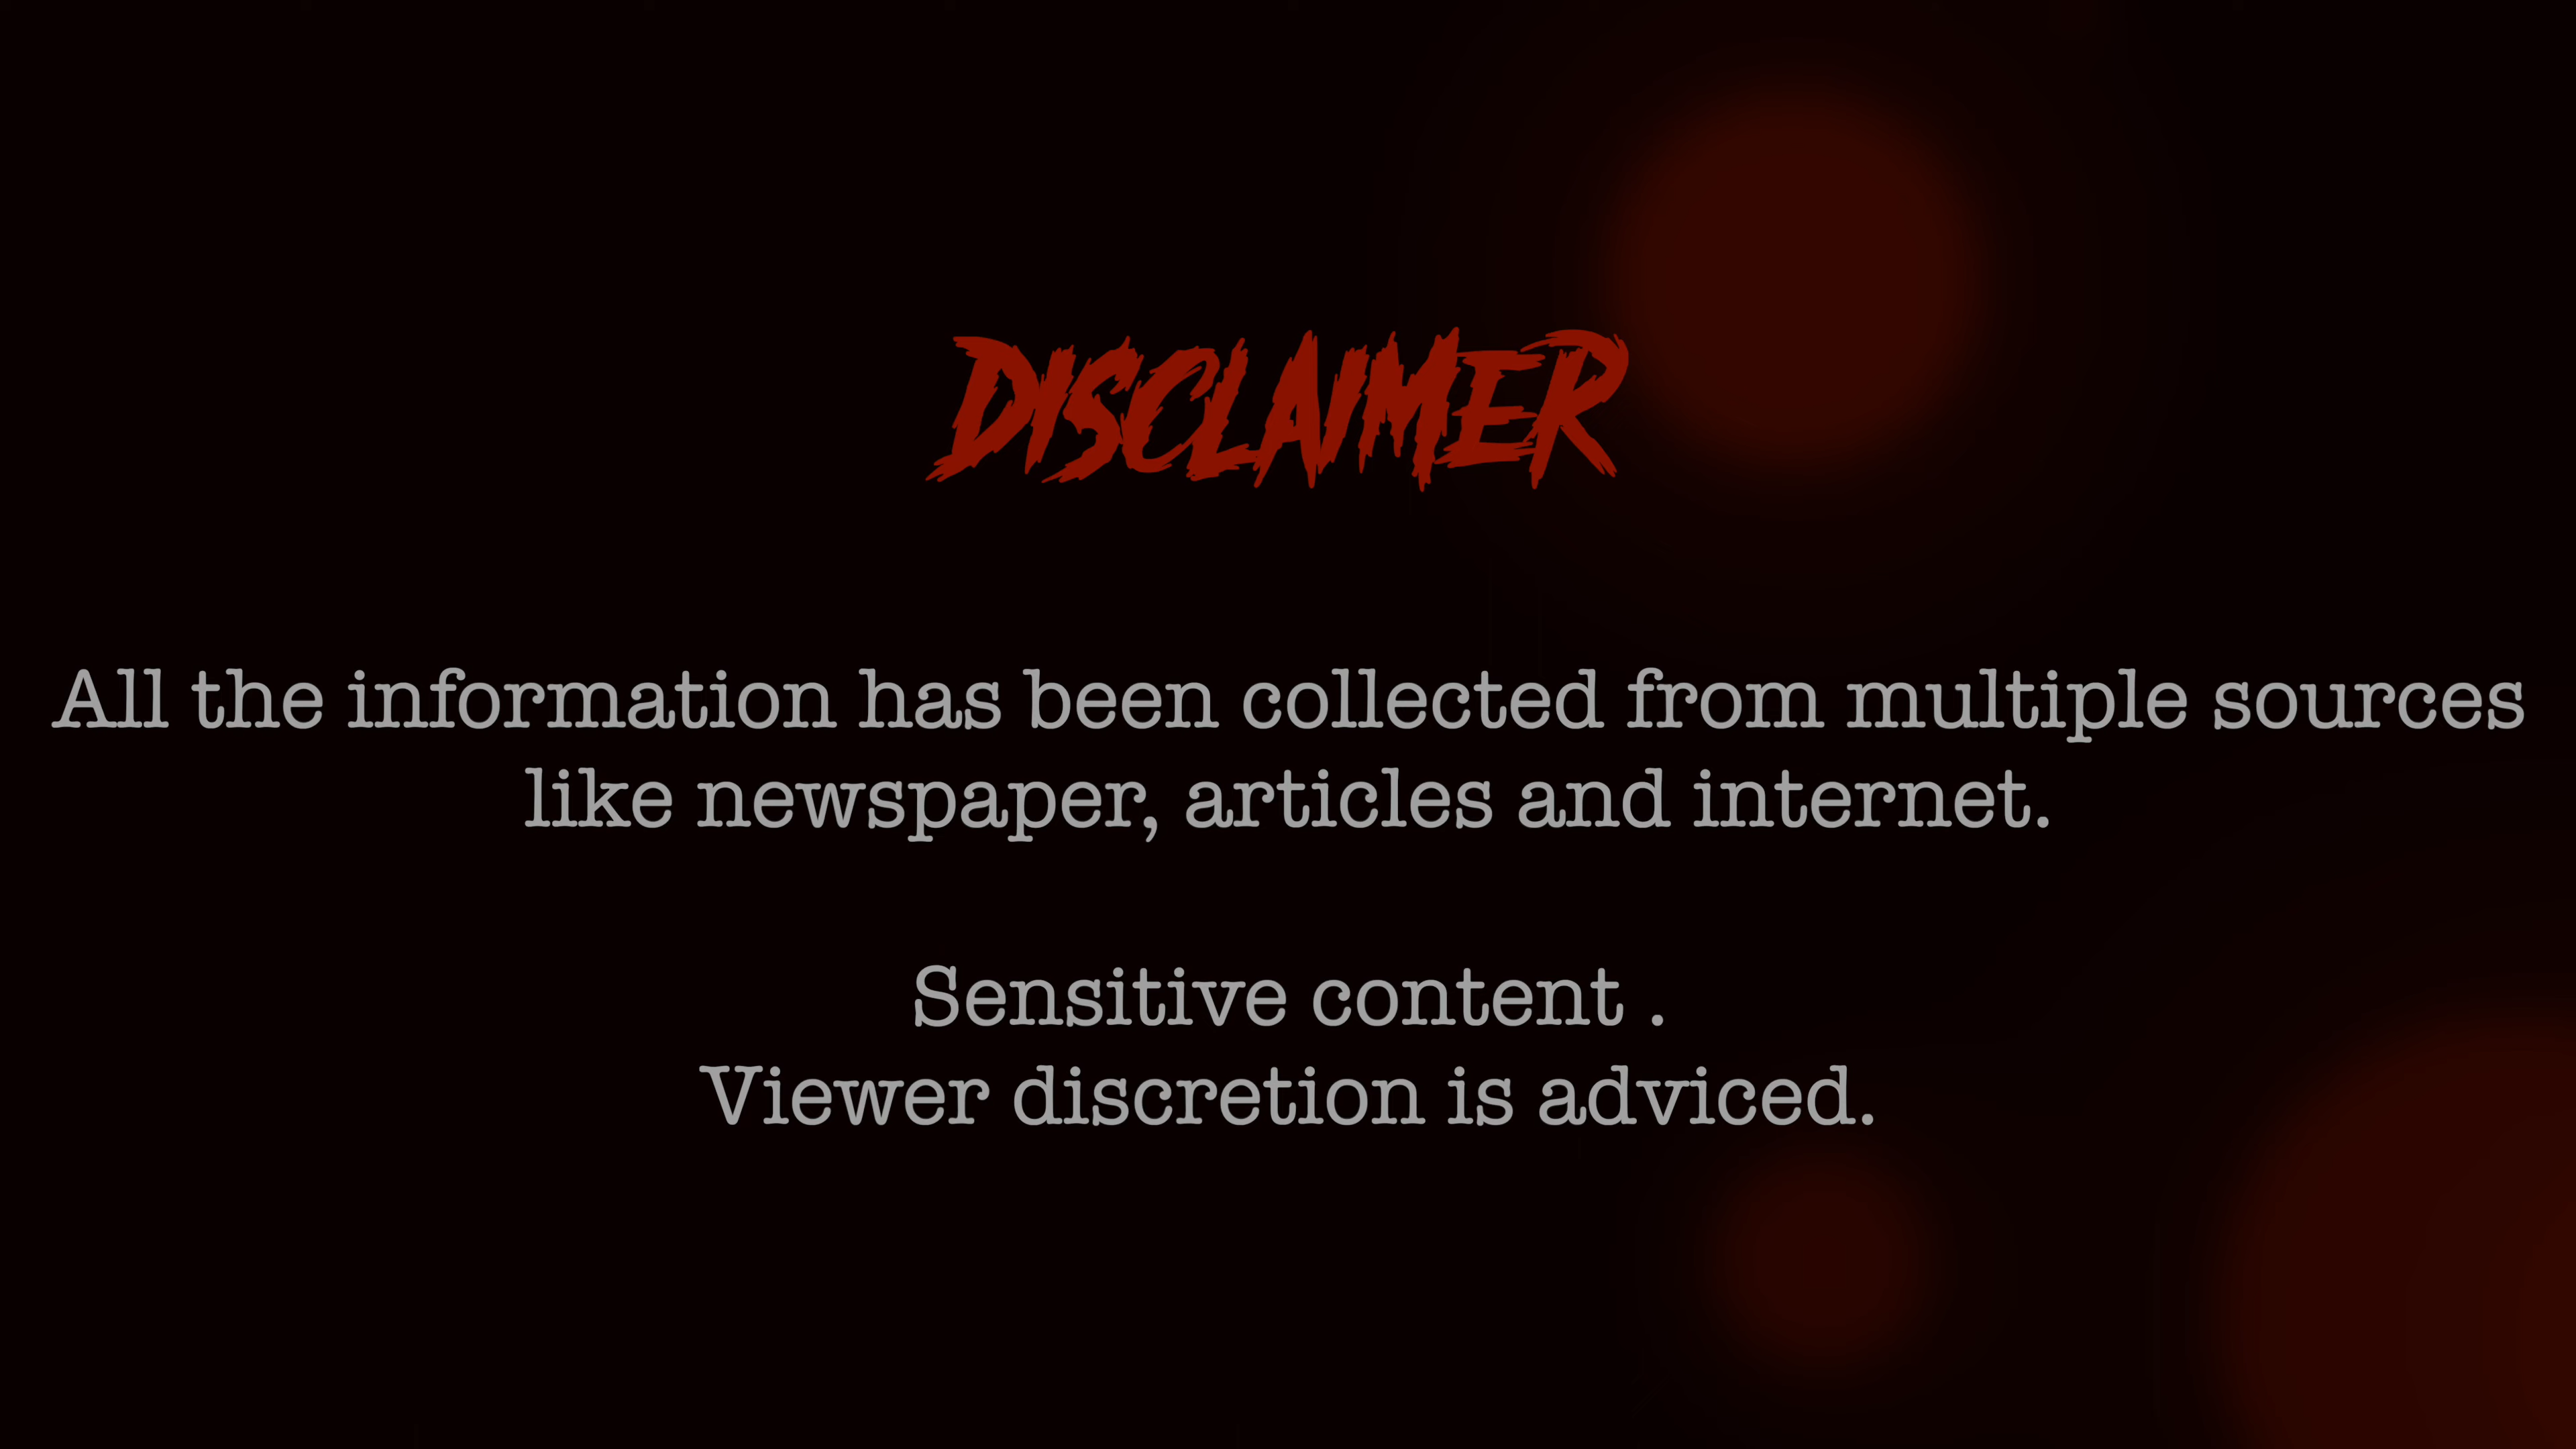 DISCLAIMER
All the information has been collected from multiple sources
like newspaper, articles and internet.
Sensitive content .
Viewer discretion is adviced.